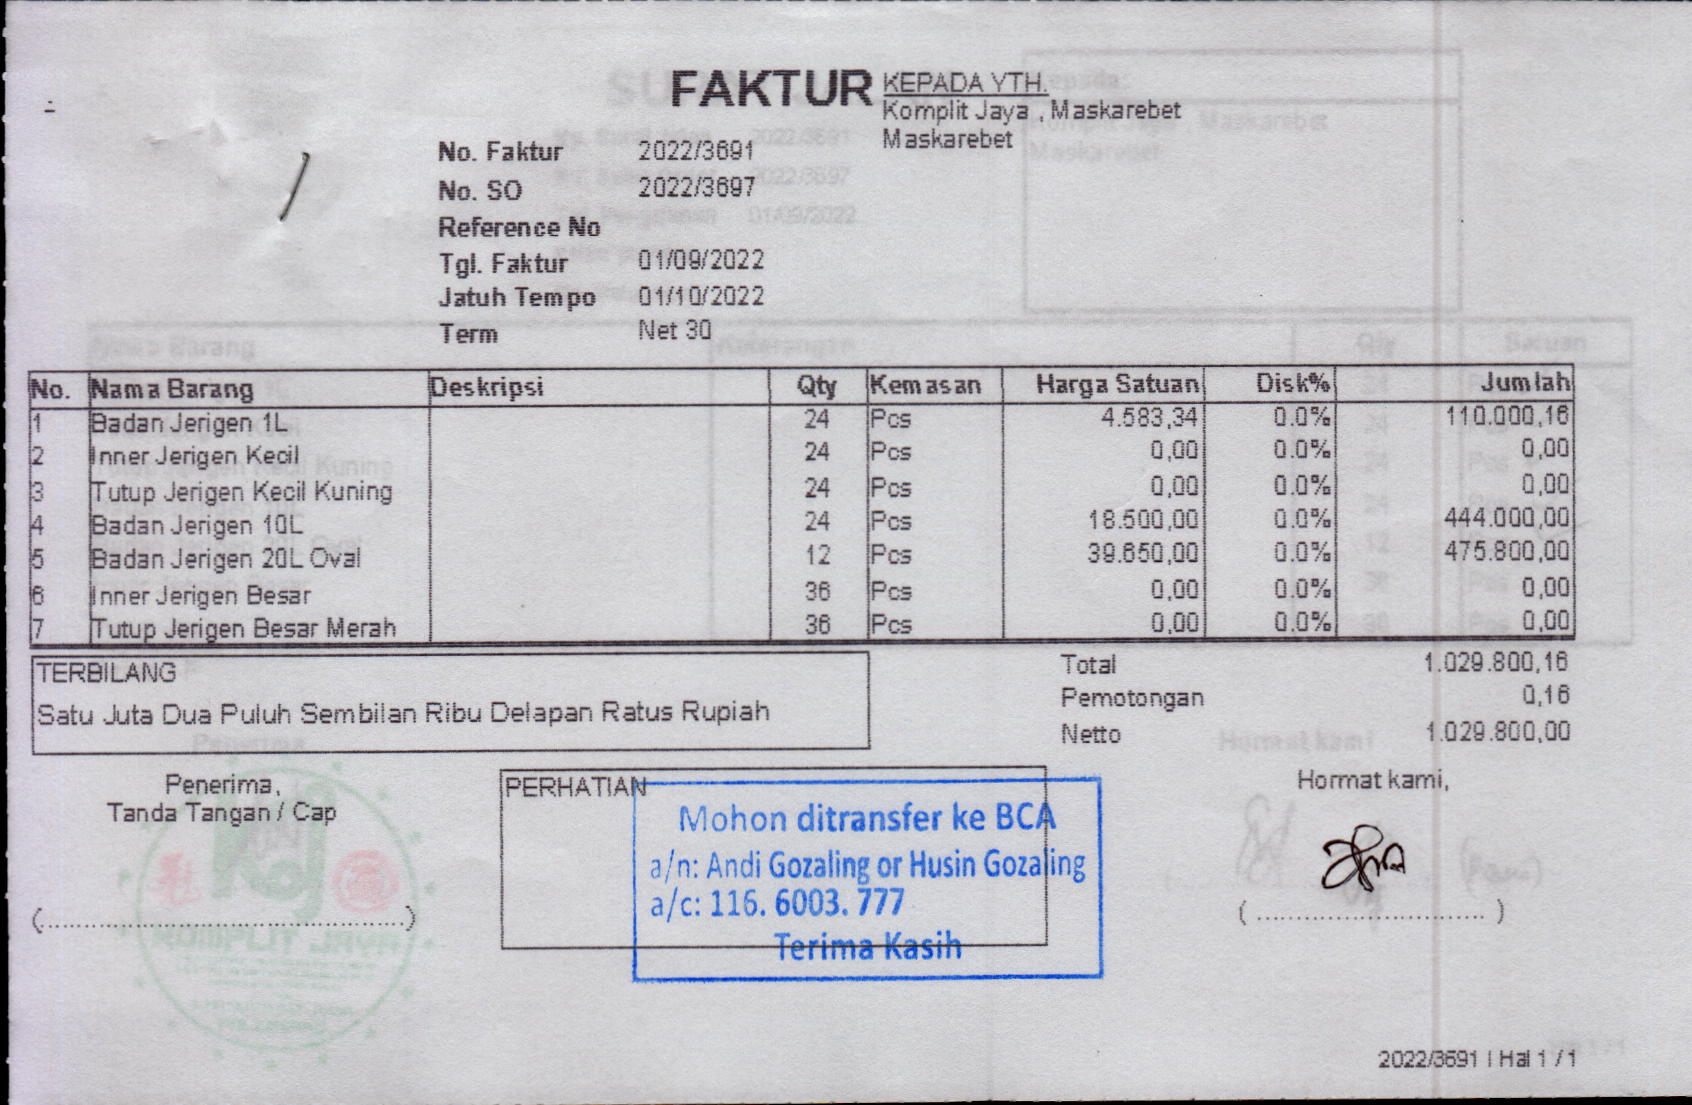 FAKTUR
KEPADA YTH.
Komplit Jaya , Maskarebet
Maskarebet
No. Faktur 2022/3691
No. SO 2022/3697
Reference No
Tgl. Faktur 01/09/2022
Jatuh Tempo 01/10/2022
Term Net 30
No. Nama Barang Deskripsi Qty Kemasan Harga Satuan Disk% Jumlah
1 Badan Jerigen 1L 24 Pcs 4.583,34 0.0% 110.000,16
2 Inner Jerigen Kecil 24 Pcs 0,00 0.0% 0,00
3 Tutup Jerigen Kecil Kuning 24 Pcs 0,00 0.0% 0,00
4 Badan Jerigen 10L 24 Pcs 18.500,00 0.0% 444.000,00
5 Badan Jerigen 20L Oval 12 Pcs 39.650,00 0.0% 475.800,00
6 Inner Jerigen Besar 36 Pcs 0,00 0.0% 0,00
7 Tutup Jerigen Besar Merah 36 Pcs 0,00 0.0% 0,00
TERBILANG
Satu Juta Dua Puluh Sembilan Ribu Delapan Ratus Rupiah
Total 1.029.800,16
Pemotongan 0,16
Netto 1.029.800,00
Penerima,
Tanda Tangan / Cap
PERHATIAN
Mohon ditransfer ke BCA
a/n: Andi Gozaling or Husin Gozaling
a/c: 116. 6003. 777
Terima Kasih
Hormat kami,
2022/3691 | Hal 1 / 1